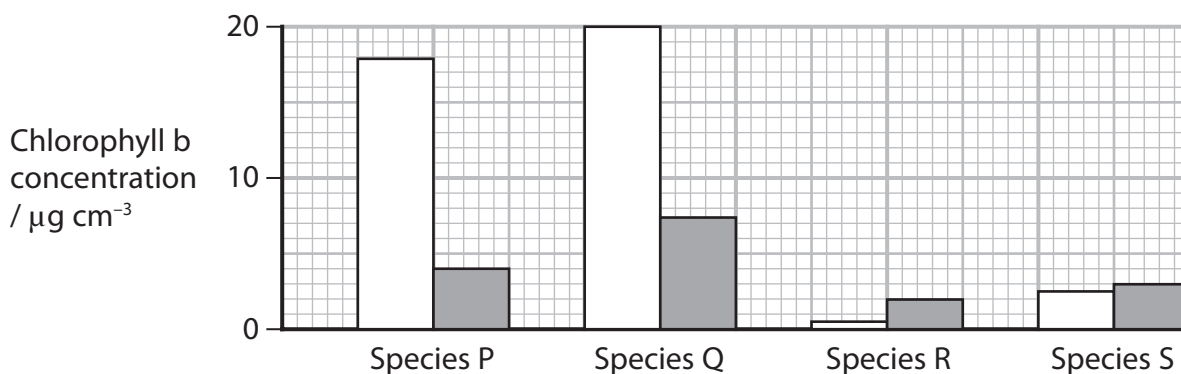 20
Chlorophyll b
concentration
/ μg cm⁻³
10
0
Species P Species Q Species R Species S